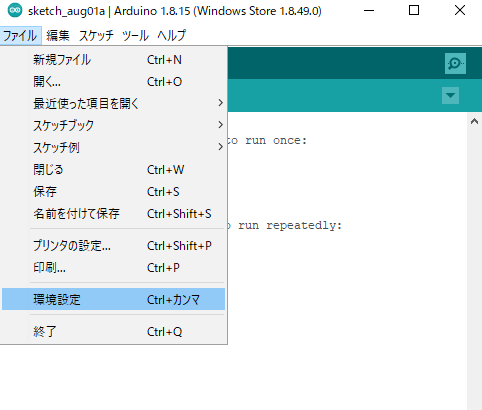 sketch_aug01a | Arduino 1.8.15 (Windows Store 1.8.49.0)
ファイル 編集 スケッチ ツール ヘルプ
新規ファイル Ctrl+N
開く... Ctrl+O
最近使った項目を開く
スケッチブック
スケッチ例
to run once:
閉じる Ctrl+W
保存 Ctrl+S
名前を付けて保存 Ctrl+Shift+S
o run repeatedly:
プリンタの設定... Ctrl+Shift+P
印刷... Ctrl+P
環境設定 Ctrl+カンマ
終了 Ctrl+Q